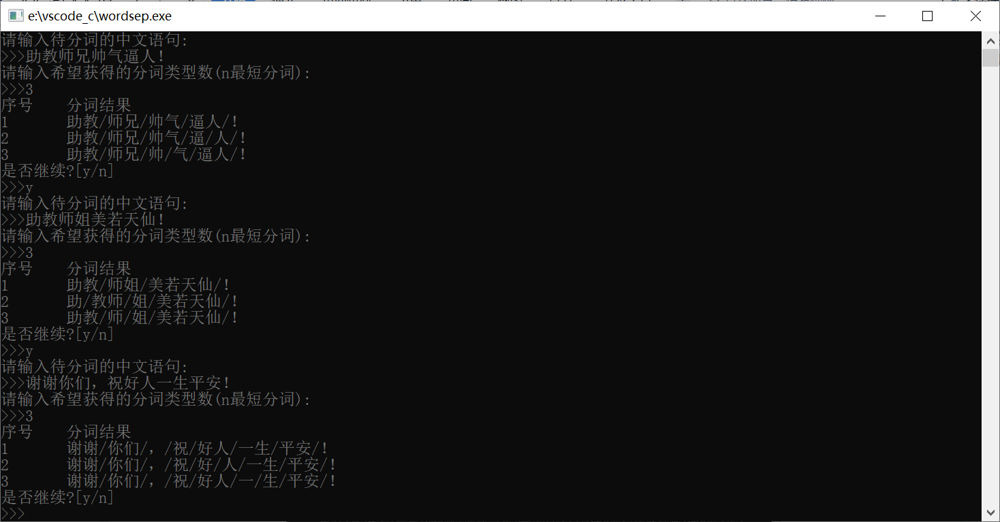 e:\vscode_c\wordsep.exe
请输入待分词的中文语句:
>>>助教师兄帅气逼人!
请输入希望获得的分词类型数(n最短分词):
>>>3
序号    分词结果
1       助教/师兄/帅气/逼人/!
2       助教/师兄/帅气/逼/人/!
3       助教/师兄/帅/气/逼人/!
是否继续?[y/n]
>>>y
请输入待分词的中文语句:
>>>助教师姐美若天仙!
请输入希望获得的分词类型数(n最短分词):
>>>3
序号    分词结果
1       助教/师姐/美若天仙/!
2       助/教师/姐/美若天仙/!
3       助教/师/姐/美若天仙/!
是否继续?[y/n]
>>>y
请输入待分词的中文语句:
>>>谢谢你们，祝好人一生平安!
请输入希望获得的分词类型数(n最短分词):
>>>3
序号    分词结果
1       谢谢/你们/，/祝/好人/一生/平安/!
2       谢谢/你们/，/祝/好/人/一生/平安/!
3       谢谢/你们/，/祝/好人/一/生/平安/!
是否继续?[y/n]
>>>